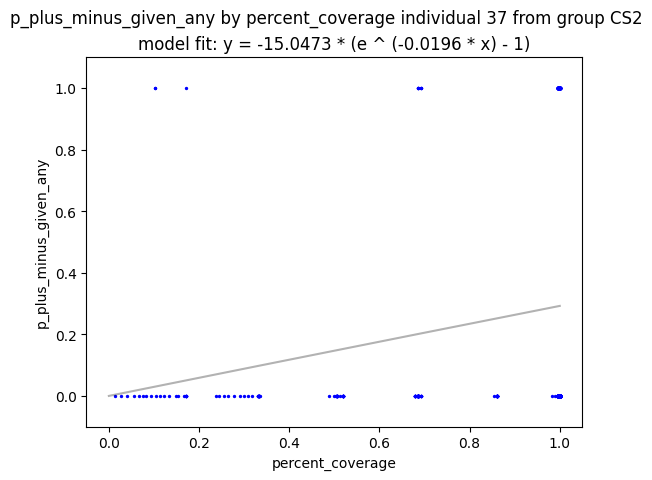 p_plus_minus_given_any by percent_coverage individual 37 from group CS2
model fit: y = -15.0473 * (e ^ (-0.0196 * x) - 1)
1.0
0.8
0.6
0.4
0.2
0.0
p_plus_minus_given_any
0.0 0.2 0.4 0.6 0.8 1.0
percent_coverage